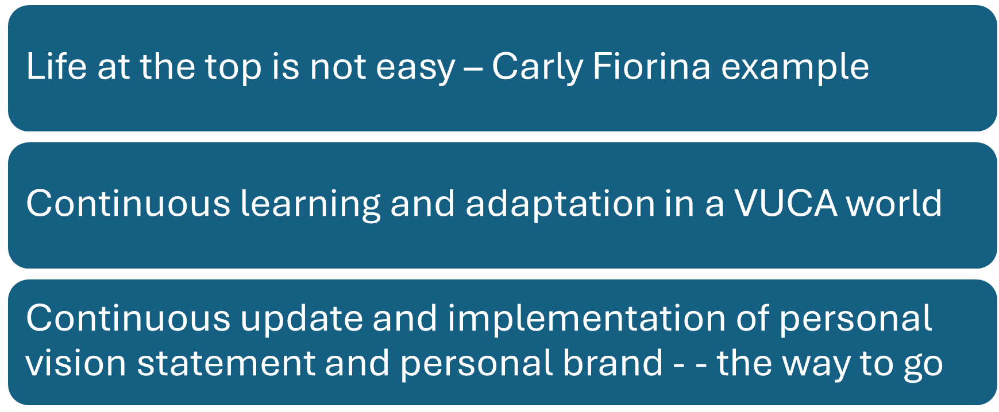 Life at the top is not easy – Carly Fiorina example
Continuous learning and adaptation in a VUCA world
Continuous update and implementation of personal
vision statement and personal brand - - the way to go